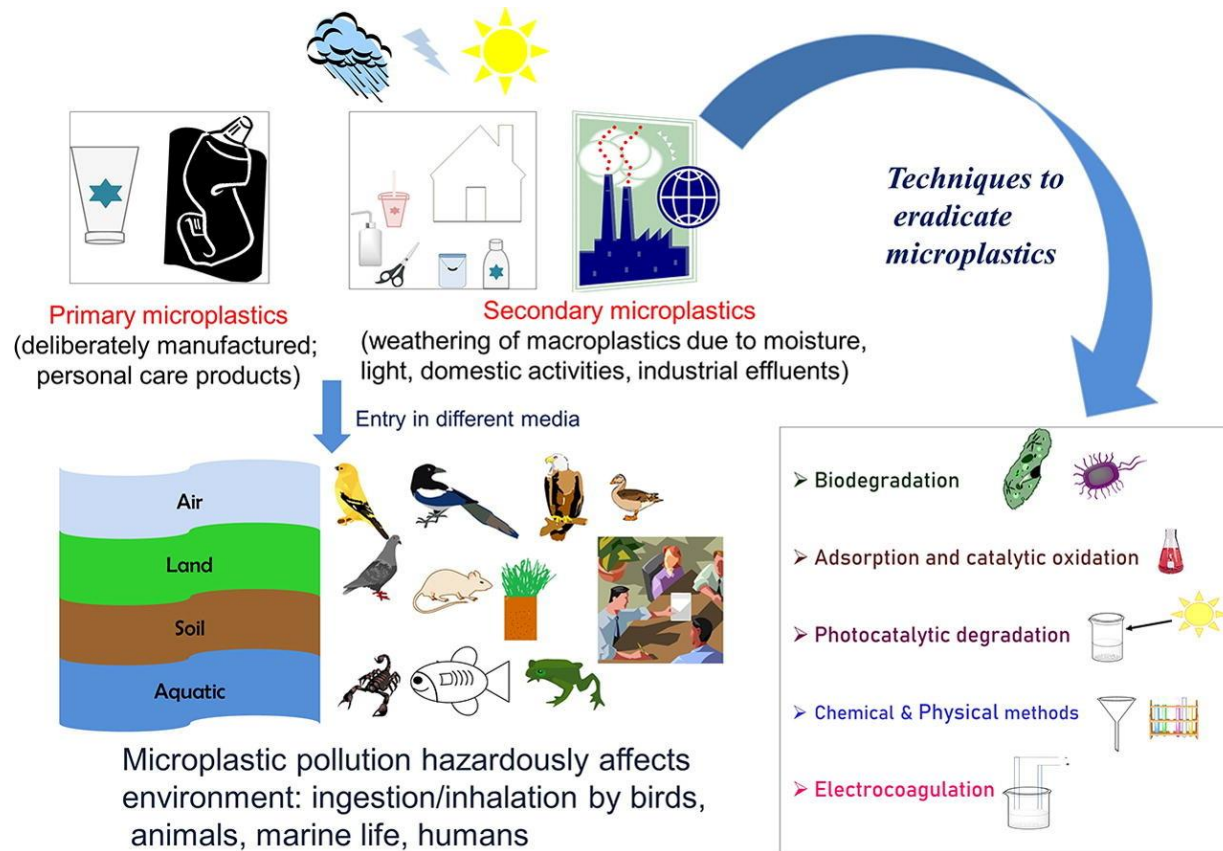 Techniques to
eradicate
microplastics
Primary microplastics
(deliberately manufactured;
personal care products)
Secondary microplastics
(weathering of macroplastics due to moisture,
light, domestic activities, industrial effluents)
Entry in different media
Air
Land
Soil
Aquatic
Microplastic pollution hazardously affects
environment: ingestion/inhalation by birds,
animals, marine life, humans
Biodegradation
Adsorption and catalytic oxidation
Photocatalytic degradation
Chemical & Physical methods
Electrocoagulation